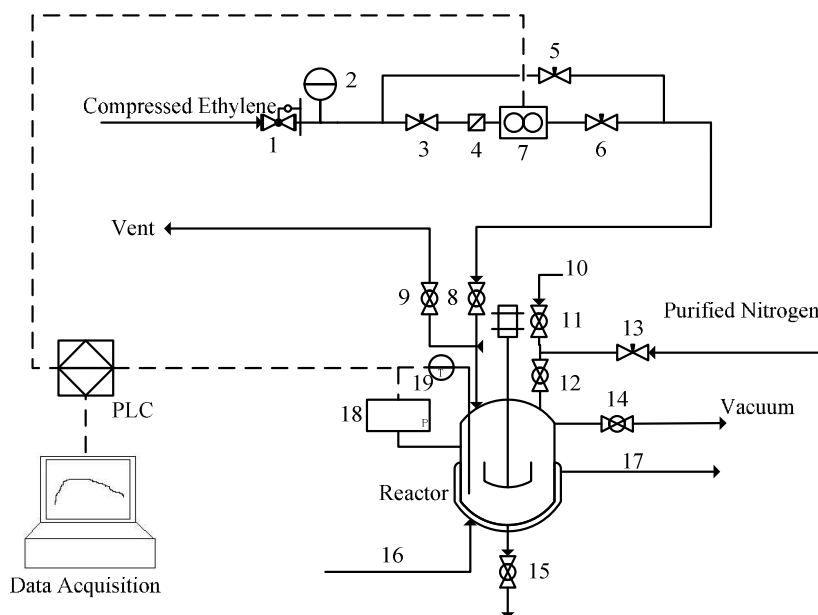 5
2
Compressed Ethylene
1
3
4
7
6
Vent
9
8
10
11
Purified Nitrogen
13
12
19
T
PLC
18
P
14
Vacuum
17
Reactor
16
15
Data Acquisition